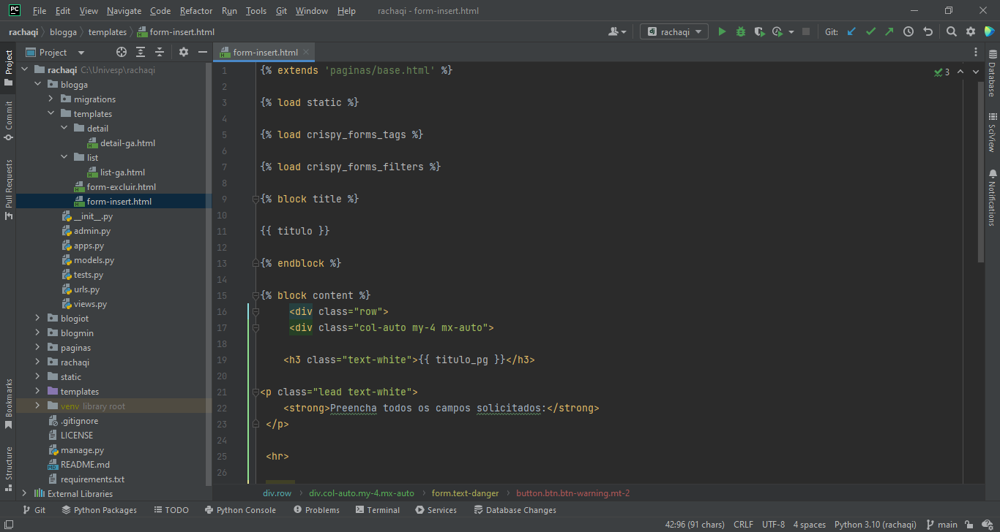 PC File Edit View Navigate Code Refactor Run Tools Git Window Help rachaqi - form-insert.html
rachaqi blogga templates form-insert.html dj rachaqi Git:
Project
Project
form-insert.html
rachaqi C:\Univesp\rachaqi
blogga
migrations
templates
detail
detail-ga.html
list
list-ga.html
form-excluir.html
form-insert.html
__init__.py
admin.py
apps.py
models.py
tests.py
urls.py
views.py
blogiot
blogmin
paginas
rachaqi
static
templates
venv library root
.gitignore
LICENSE
manage.py
README.md
requirements.txt
External Libraries
Commit
Pull Requests
Bookmarks
Structure
1 {% extends 'paginas/base.html' %}
2
3 {% load static %}
4
5 {% load crispy_forms_tags %}
6
7 {% load crispy_forms_filters %}
8
9 {% block title %}
10
11 {{ titulo }}
12
13 {% endblock %}
14
15 {% block content %}
16 <div class="row">
17 <div class="col-auto my-4 mx-auto">
18
19 <h3 class="text-white">{{ titulo_pg }}</h3>
20
21 <p class="lead text-white">
22 <strong>Preencha todos os campos solicitados:</strong>
23 </p>
24
25 <hr>
26
3
Database
SciView
Notifications
div.row div.col-auto.my-4.mx-auto form.text-danger button.btn.btn-warning.mt-2
Git Python Packages TODO Python Console Problems Terminal Services Database Changes
42:96 (91 chars) CRLF UTF-8 4 spaces Python 3.10 (rachaqi) main